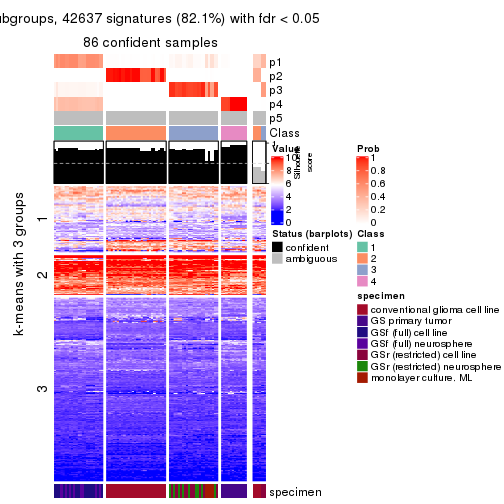 ubgroups, 42637 signatures (82.1%) with fdr < 0.05
86 confident samples
p1
p2
p3
p4
p5
Class
1
Silhouette
score
k-means with 3 groups
1
2
3
specimen
Value
10
8
6
4
2
0
Prob
1
0.8
0.6
0.4
0.2
0
Status (barplots)
confident
ambiguous
Class
1
2
3
4
specimen
conventional glioma cell line
GS primary tumor
GSf (full) cell line
GSf (full) neurosphere
GSr (restricted) cell line
GSr (restricted) neurosphere
monolayer culture. ML